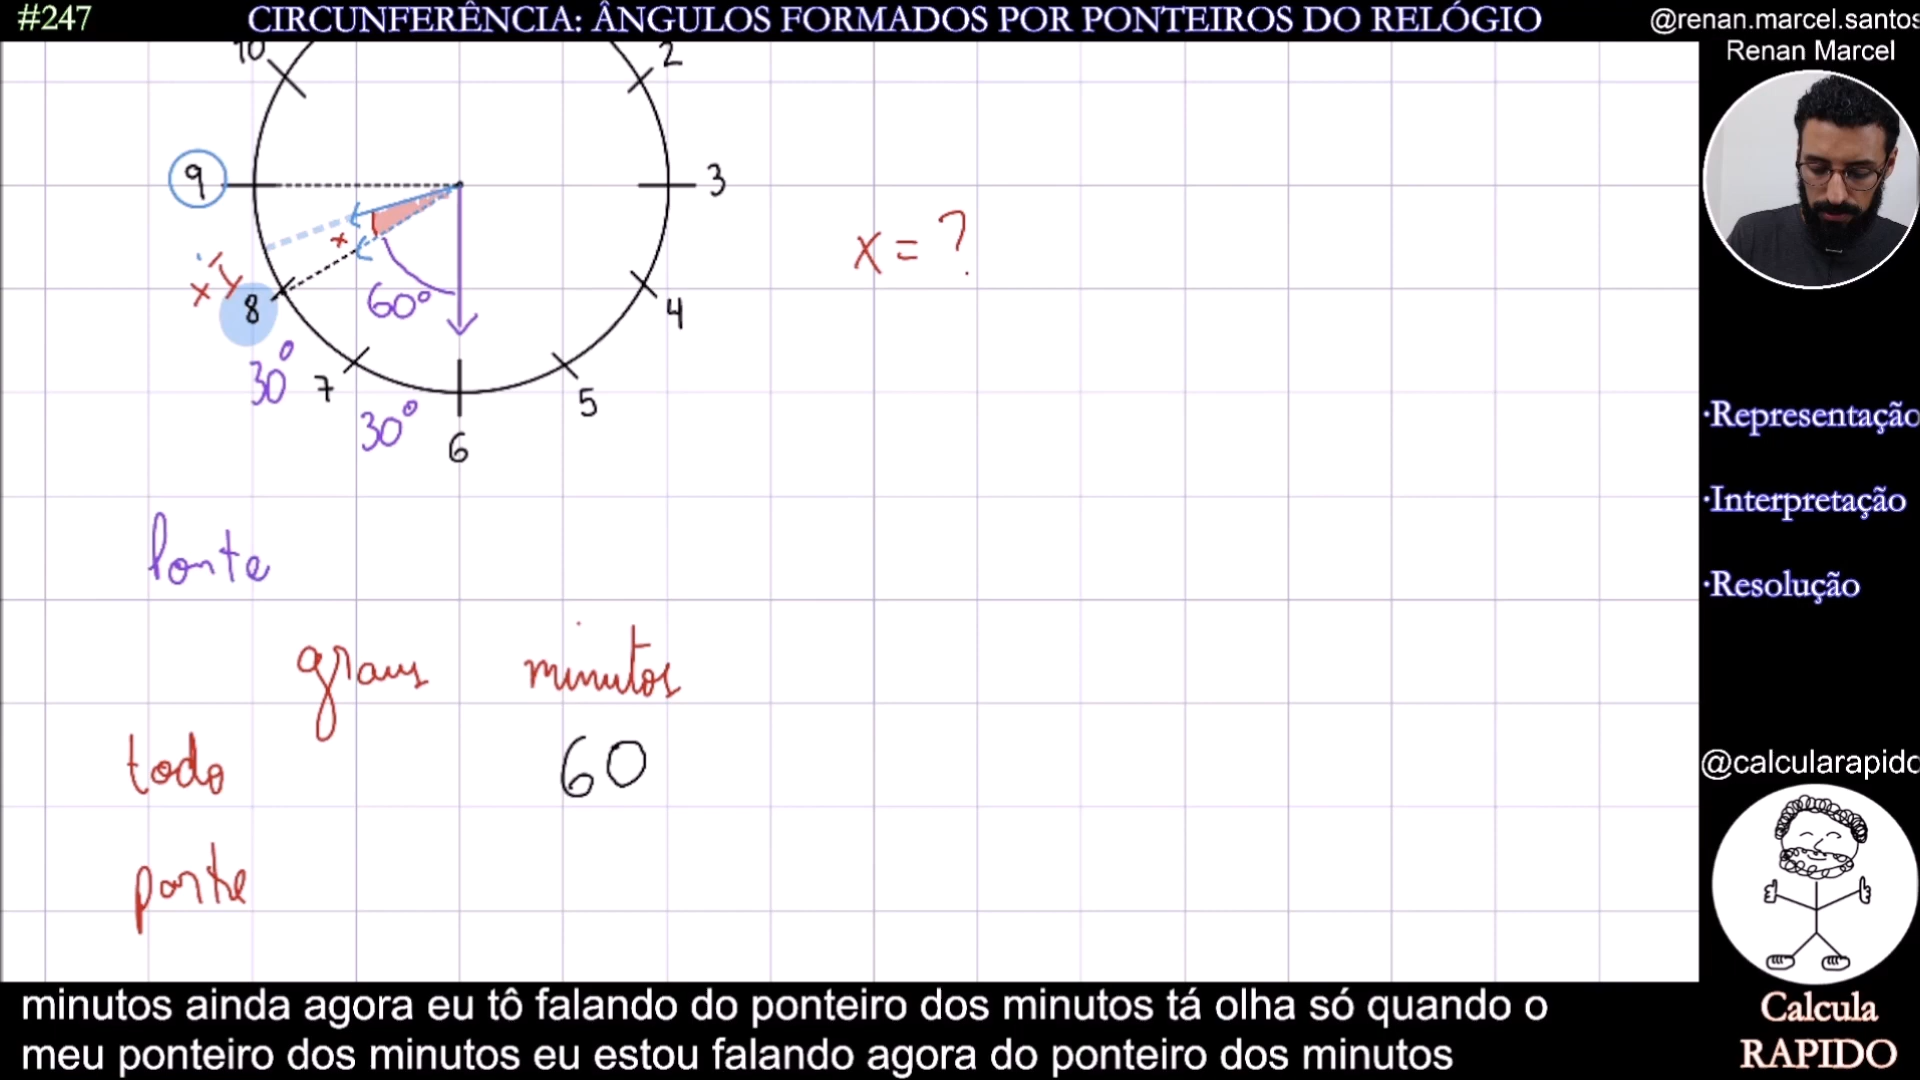 #247
CIRCUNFERÊNCIA: ÂNGULOS FORMADOS POR PONTEIROS DO RELÓGIO
@renan.marcel.santos
Renan Marcel
10
2
9
3
x
x = ?
x
8
60°
4
30°
7
5
30°
6
Ponte
graus minutos
todo 60
parte
·Representação
·Interpretação
·Resolução
@calcularapido
Calcula
RAPIDO
minutos ainda agora eu tô falando do ponteiro dos minutos tá olha só quando o
meu ponteiro dos minutos eu estou falando agora do ponteiro dos minutos